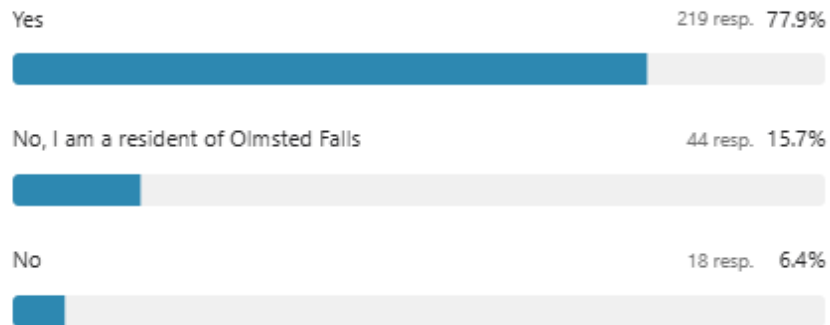 Yes 219 resp. 77.9%
No, I am a resident of Olmsted Falls 44 resp. 15.7%
No 18 resp. 6.4%